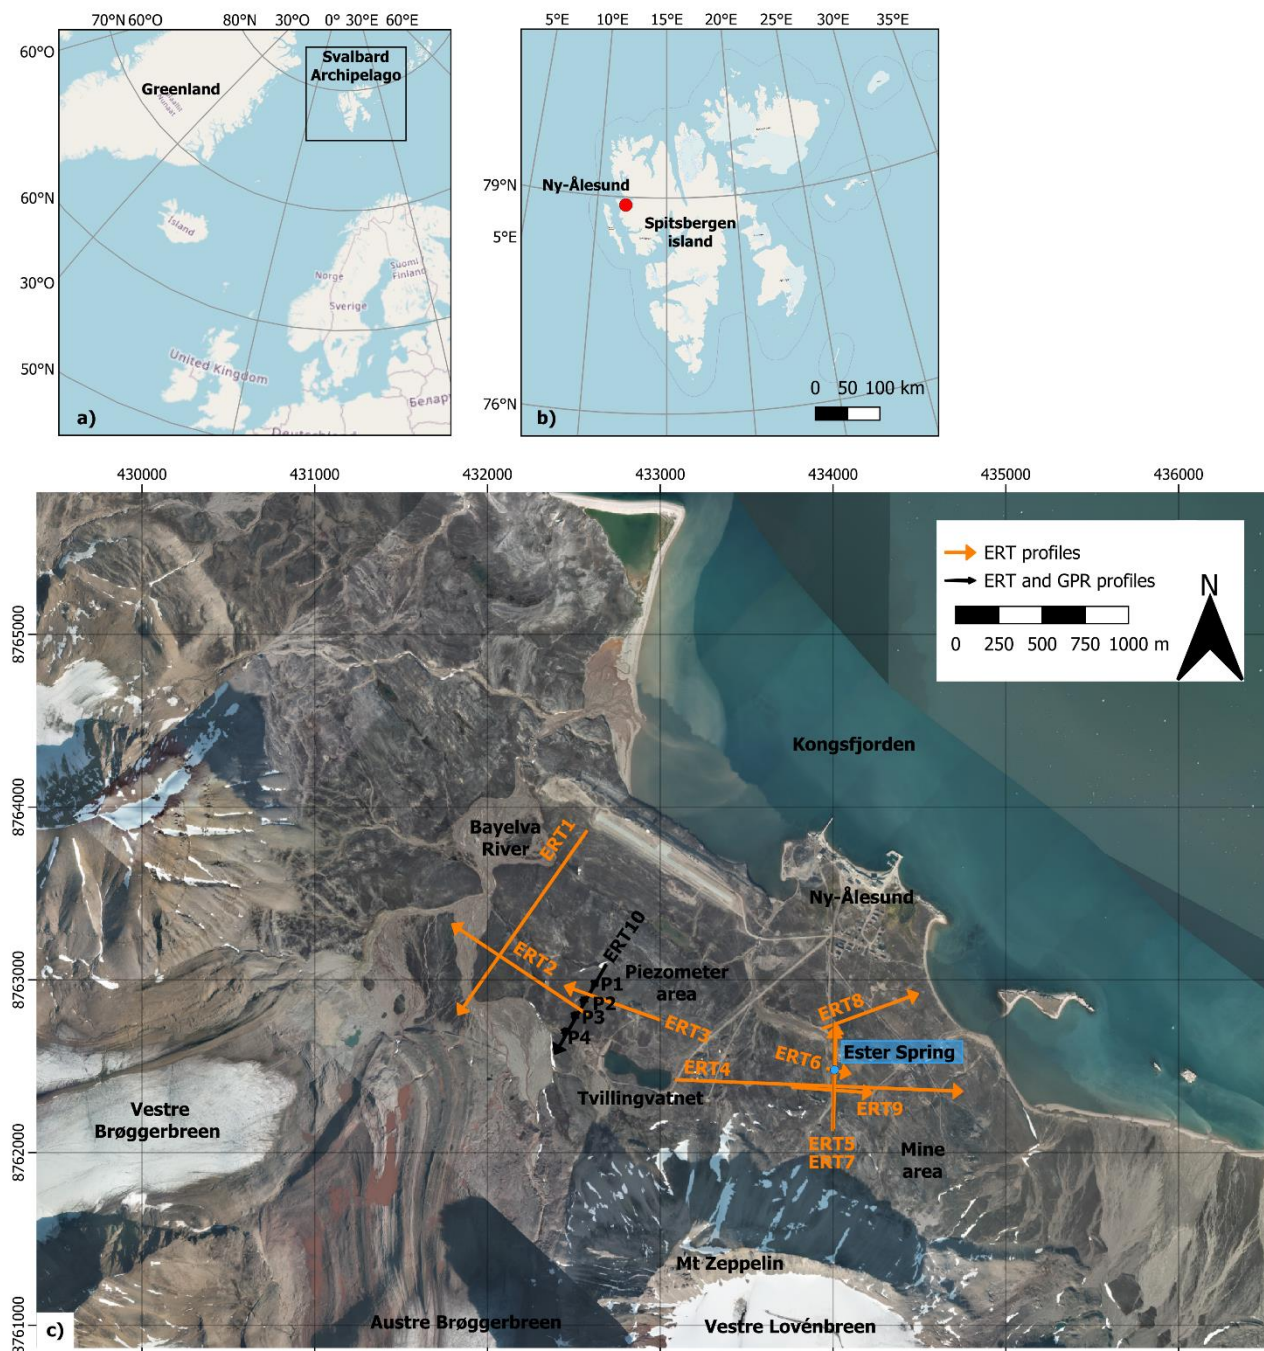 70°N 60°O 80°N 30°O 0° 30°E 60°E
60°O
60°N
30°O
50°N
Svalbard
Archipelago
Greenland
Ísland
Norge
Suomi
Finland
Sverige
United Kingdom
Deutschland
Белар
a)
5°E 10°E 15°E 20°E 25°E 30°E 35°E
79°N
5°E
76°N
Ny-Ålesund
Spitsbergen
island
0 50 100 km
b)
430000 431000 432000 433000 434000 435000 436000
8765000
8764000
8763000
8762000
8761000
ERT profiles
ERT and GPR profiles
0 250 500 750 1000 m
N
Kongsfjorden
Bayelva
River
ERT1
Ny-Ålesund
ERT10
ERT2
Piezometer
area
P1
P2
P3
P4
ERT3
ERT8
ERT6
Ester Spring
ERT4
Tvillingvatnet
ERT9
Vestre
Brøggerbreen
ERT5
ERT7
Mine
area
Mt Zeppelin
Austre Brøggerbreen
Vestre Lovénbreen
c)